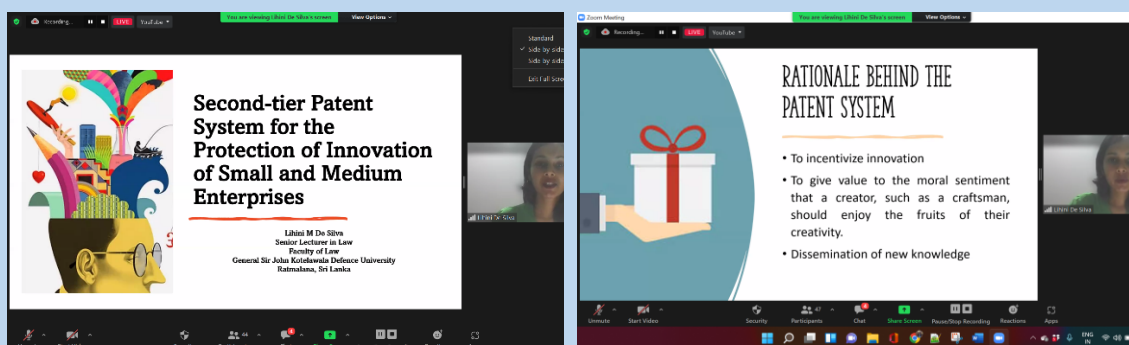 Recording...
LIVE
YouTube
You are viewing Lihini De Silva's screen
View Options
Standard
Side by side
Side by side
Exit Full Scre
Second-tier Patent
System for the
Protection of Innovation
of Small and Medium
Enterprises
Lihini M De Silva
Senior Lecturer in Law
Faculty of Law
General Sir John Kotelawala Defence University
Ratmalana, Sri Lanka
Lihini De Silva
44
Zoom Meeting
You are viewing Lihini De Silva's screen
View Options
Recording...
LIVE
YouTube
RATIONALE BEHIND THE
PATENT SYSTEM
• To incentivize innovation
• To give value to the moral sentiment
that a creator, such as a craftsman,
should enjoy the fruits of their
creativity.
• Dissemination of new knowledge
Lihini De Silva
47
Unmute
Start Video
Security
Participants
Chat
Share Screen
Pause/Stop Recording
Reactions
Apps
ENG
IN